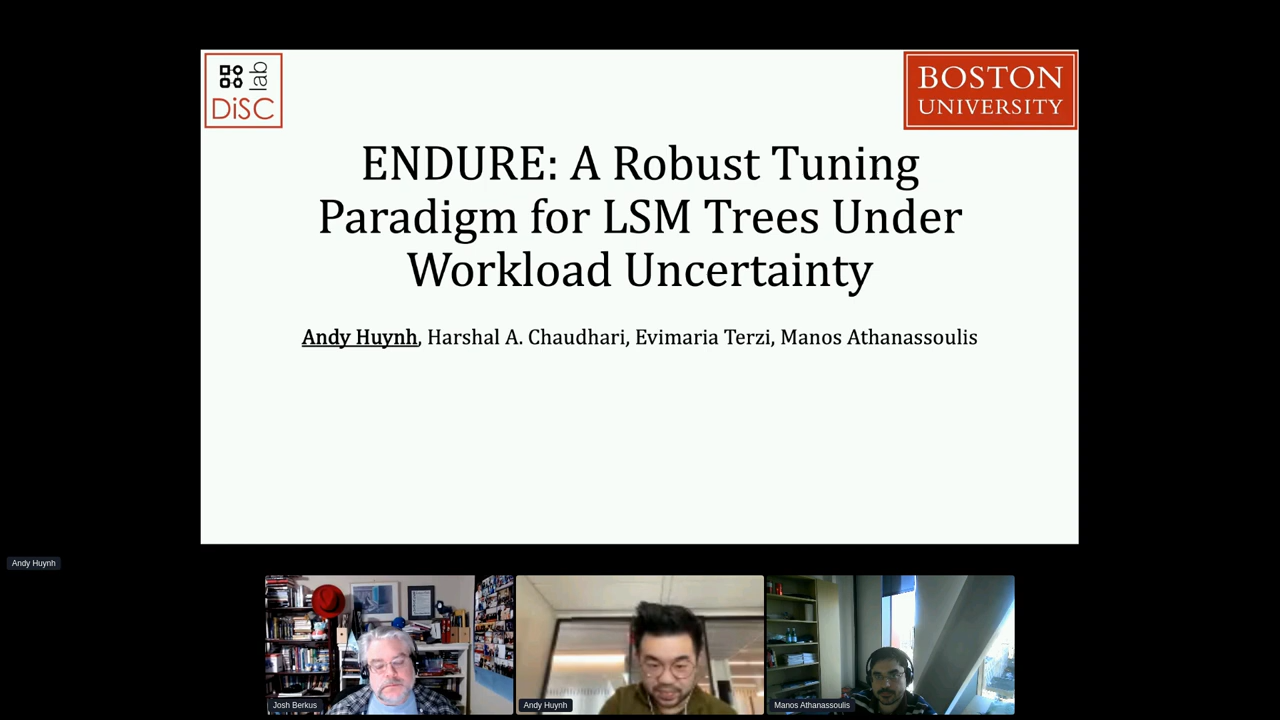 lab
DiSC
BOSTON
UNIVERSITY
ENDURE: A Robust Tuning
Paradigm for LSM Trees Under
Workload Uncertainty
Andy Huynh, Harshal A. Chaudhari, Evimaria Terzi, Manos Athanassoulis
Andy Huynh
Josh Berkus
Andy Huynh
Manos Athanassoulis